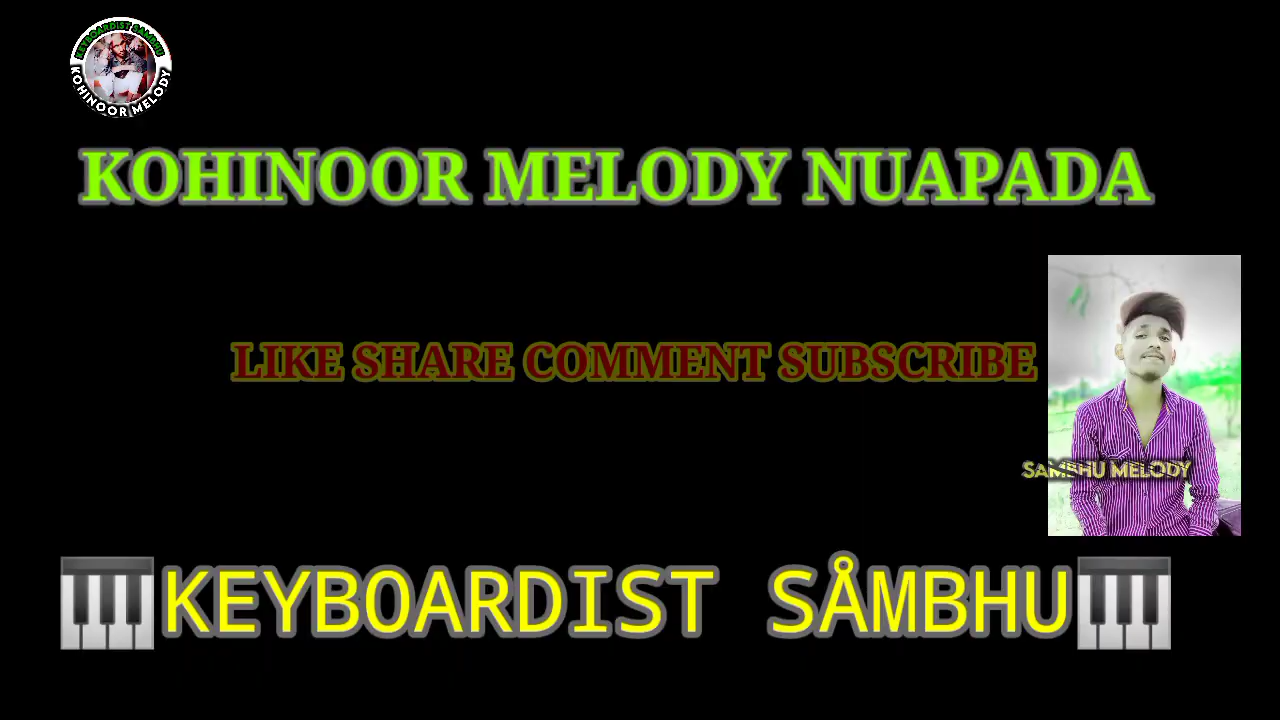 KEYBOARDIST SAMBHU
KOHINOOR MELODY
KOHINOOR MELODY NUAPADA
LIKE SHARE COMMENT SUBSCRIBE
SAMBHU MELODY
🎹KEYBOARDIST SÅMBHU🎹